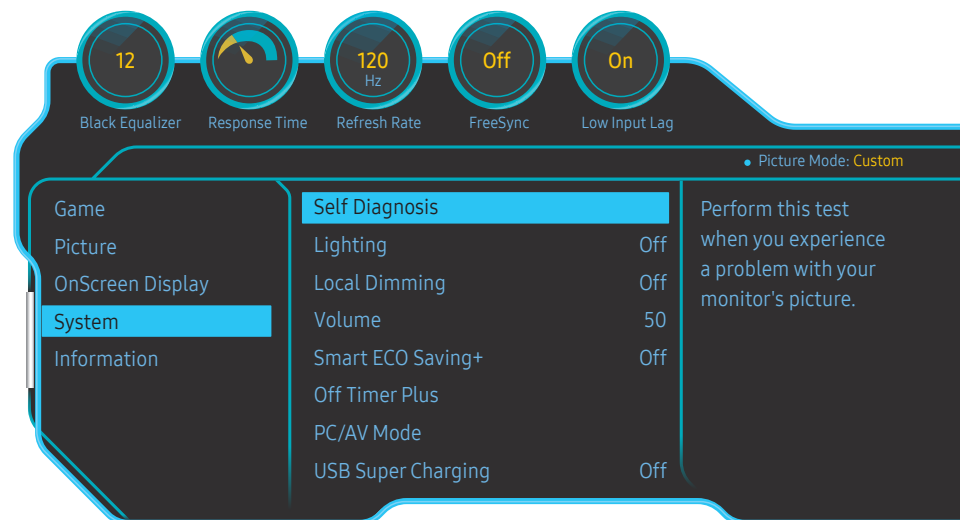 12
120
Hz
Off
On
Black Equalizer
Response Time
Refresh Rate
FreeSync
Low Input Lag
Picture Mode: Custom
Game
Picture
OnScreen Display
System
Information
Self Diagnosis
Lighting Off
Local Dimming Off
Volume 50
Smart ECO Saving+ Off
Off Timer Plus
PC/AV Mode
USB Super Charging Off
Perform this test
when you experience
a problem with your
monitor's picture.